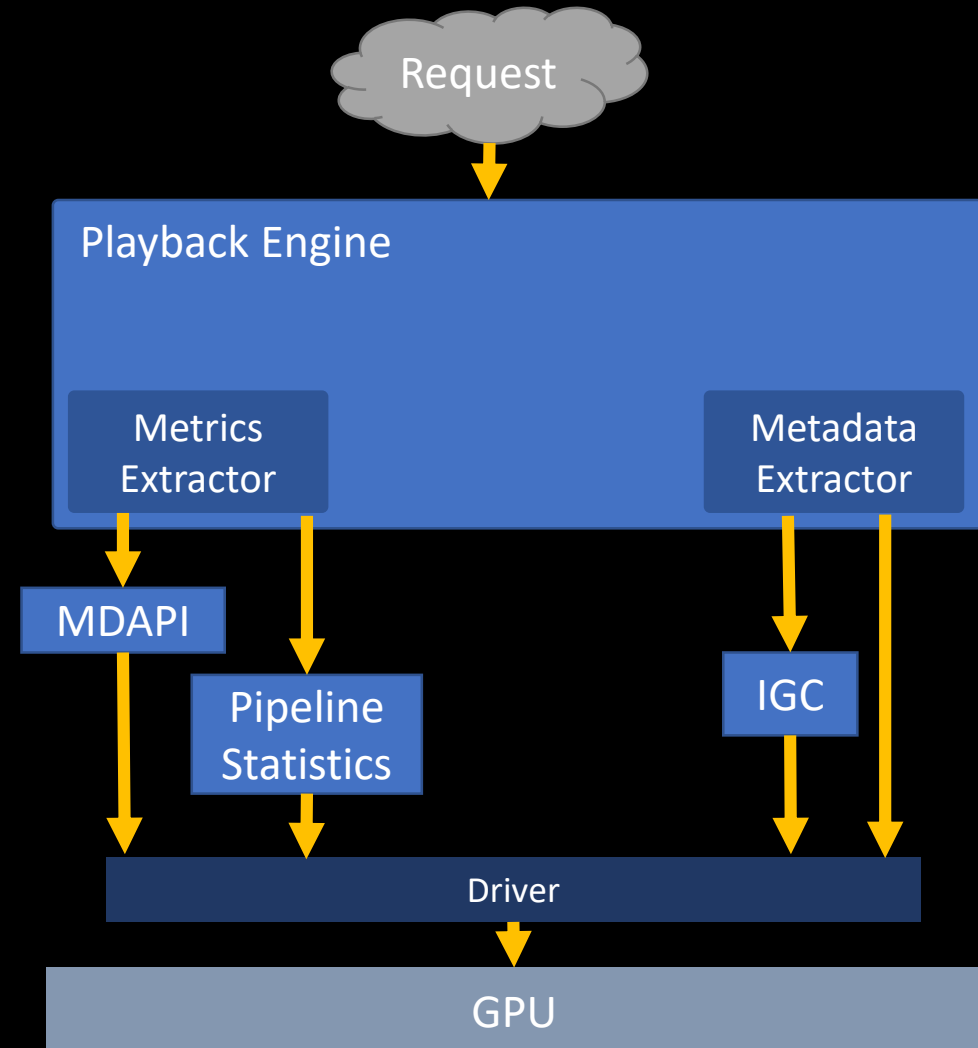 Request
Playback Engine
Metrics
Extractor
Metadata
Extractor
MDAPI
Pipeline
Statistics
IGC
Driver
GPU